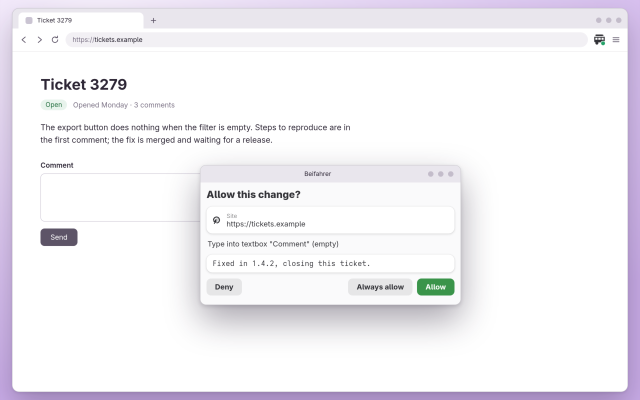 Ticket 3279
https://tickets.example
Ticket 3279
Open
Opened Monday · 3 comments
The export button does nothing when the filter is empty. Steps to reproduce are in
the first comment; the fix is merged and waiting for a release.
Comment
Send
Beifahrer
Allow this change?
Site
https://tickets.example
Type into textbox "Comment" (empty)
Fixed in 1.4.2, closing this ticket.
Deny
Always allow
Allow